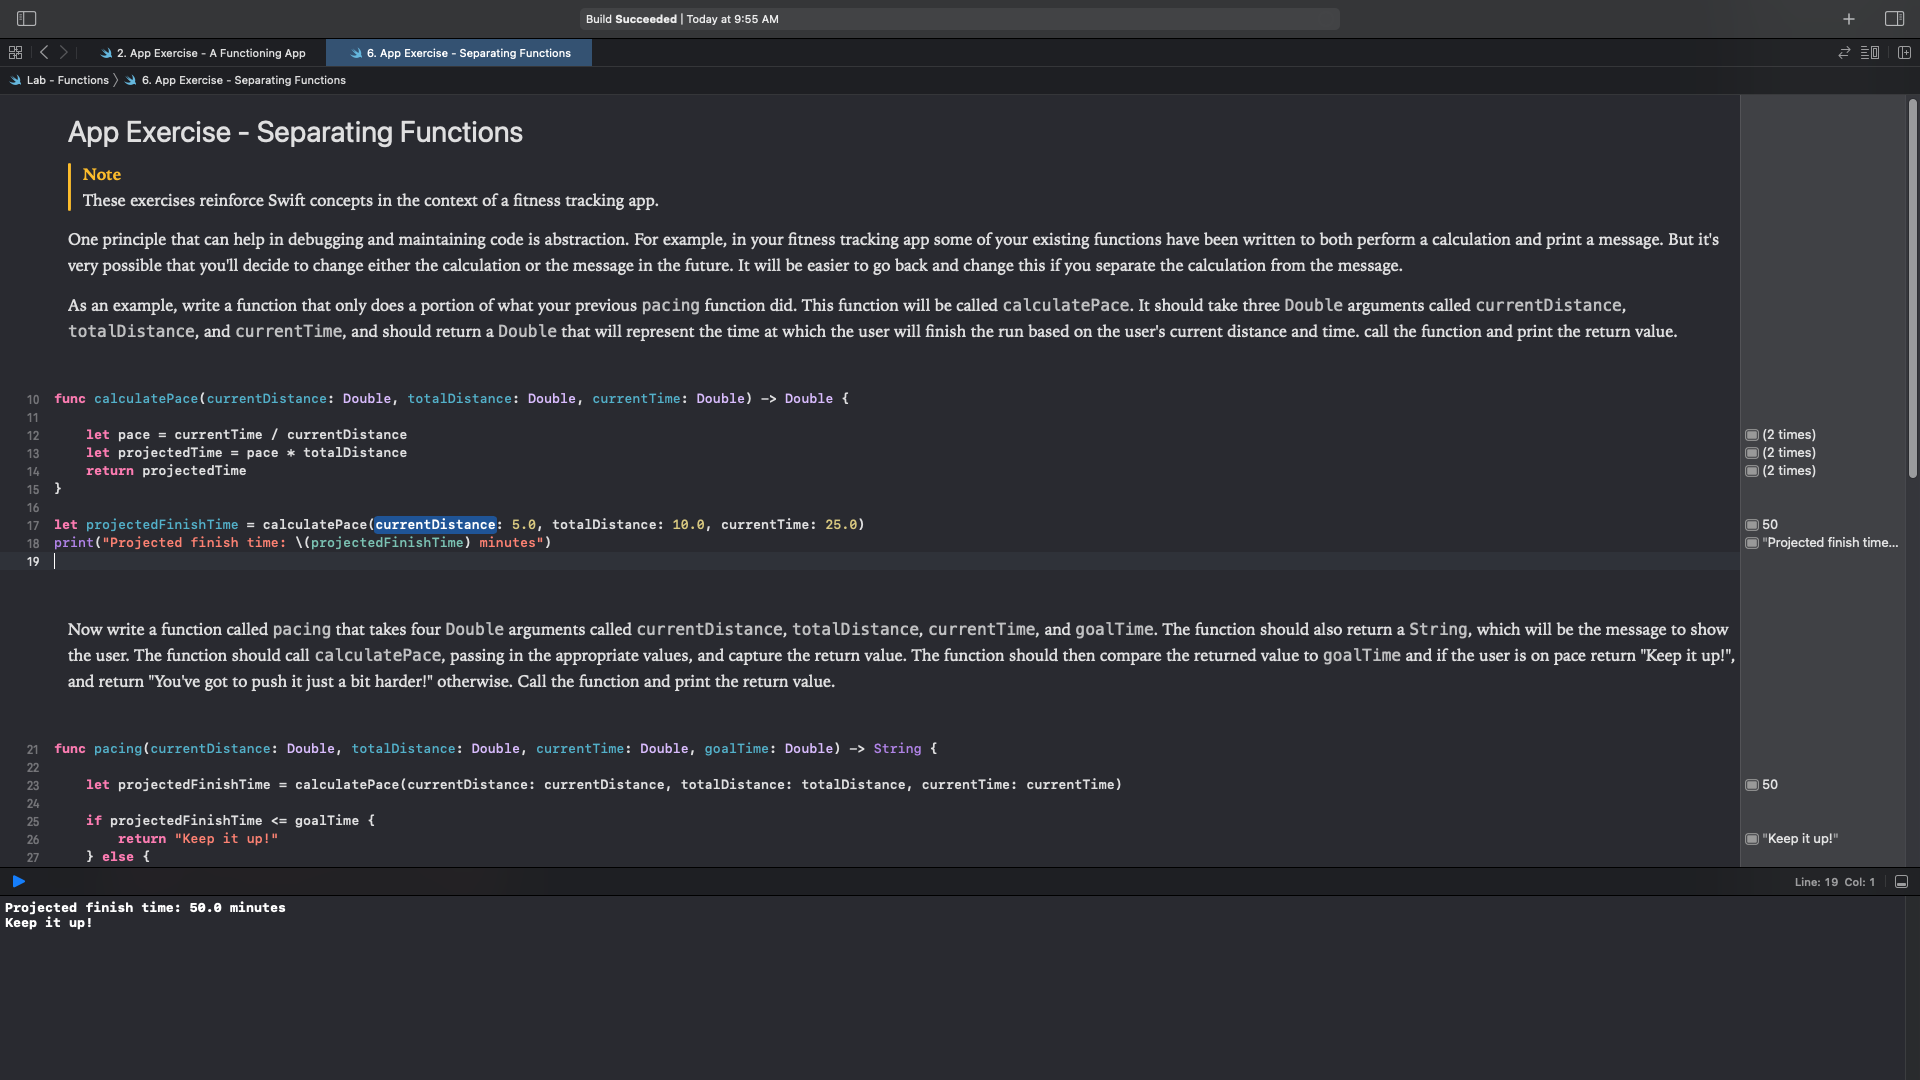 Build Succeeded | Today at 9:55 AM
2. App Exercise - A Functioning App
6. App Exercise - Separating Functions
Lab - Functions 〉 6. App Exercise - Separating Functions
App Exercise - Separating Functions
Note
These exercises reinforce Swift concepts in the context of a fitness tracking app.
One principle that can help in debugging and maintaining code is abstraction. For example, in your fitness tracking app some of your existing functions have been written to both perform a calculation and print a message. But it's
very possible that you'll decide to change either the calculation or the message in the future. It will be easier to go back and change this if you separate the calculation from the message.
As an example, write a function that only does a portion of what your previous pacing function did. This function will be called calculatePace. It should take three Double arguments called currentDistance,
totalDistance, and currentTime, and should return a Double that will represent the time at which the user will finish the run based on the user's current distance and time. call the function and print the return value.
10 func calculatePace(currentDistance: Double, totalDistance: Double, currentTime: Double) -> Double {
11
12 let pace = currentTime / currentDistance (2 times)
13 let projectedTime = pace * totalDistance (2 times)
14 return projectedTime (2 times)
15 }
16
17 let projectedFinishTime = calculatePace(currentDistance: 5.0, totalDistance: 10.0, currentTime: 25.0) 50
18 print("Projected finish time: \(projectedFinishTime) minutes") "Projected finish time...
19
Now write a function called pacing that takes four Double arguments called currentDistance, totalDistance, currentTime, and goalTime. The function should also return a String, which will be the message to show
the user. The function should call calculatePace, passing in the appropriate values, and capture the return value. The function should then compare the returned value to goalTime and if the user is on pace return "Keep it up!",
and return "You've got to push it just a bit harder!" otherwise. Call the function and print the return value.
21 func pacing(currentDistance: Double, totalDistance: Double, currentTime: Double, goalTime: Double) -> String {
22
23 let projectedFinishTime = calculatePace(currentDistance: currentDistance, totalDistance: totalDistance, currentTime: currentTime) 50
24
25 if projectedFinishTime <= goalTime {
26 return "Keep it up!" "Keep it up!"
27 } else {
Line: 19 Col: 1
Projected finish time: 50.0 minutes
Keep it up!